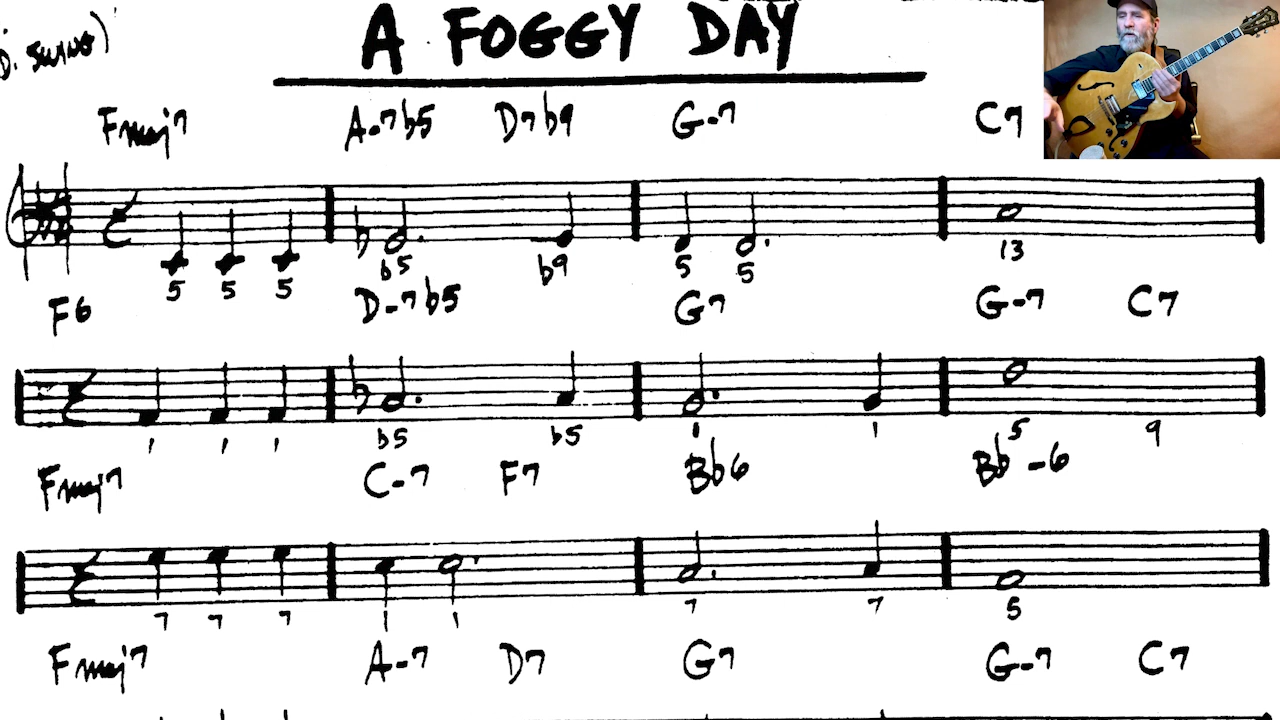 D. SWING)
A FOGGY DAY
Fmaj7 A-7b5 D7b9 G-7 C7
5 5 5 b5 b9 5 5 13
F6 D-7b5 G7 G-7 C7
1 1 1 b5 b5 1 1 5 9
Fmaj7 C-7 F7 Bb6 Bb-6
7 7 7 1 1 7 7 5
Fmaj7 A-7 D7 G7 G-7 C7